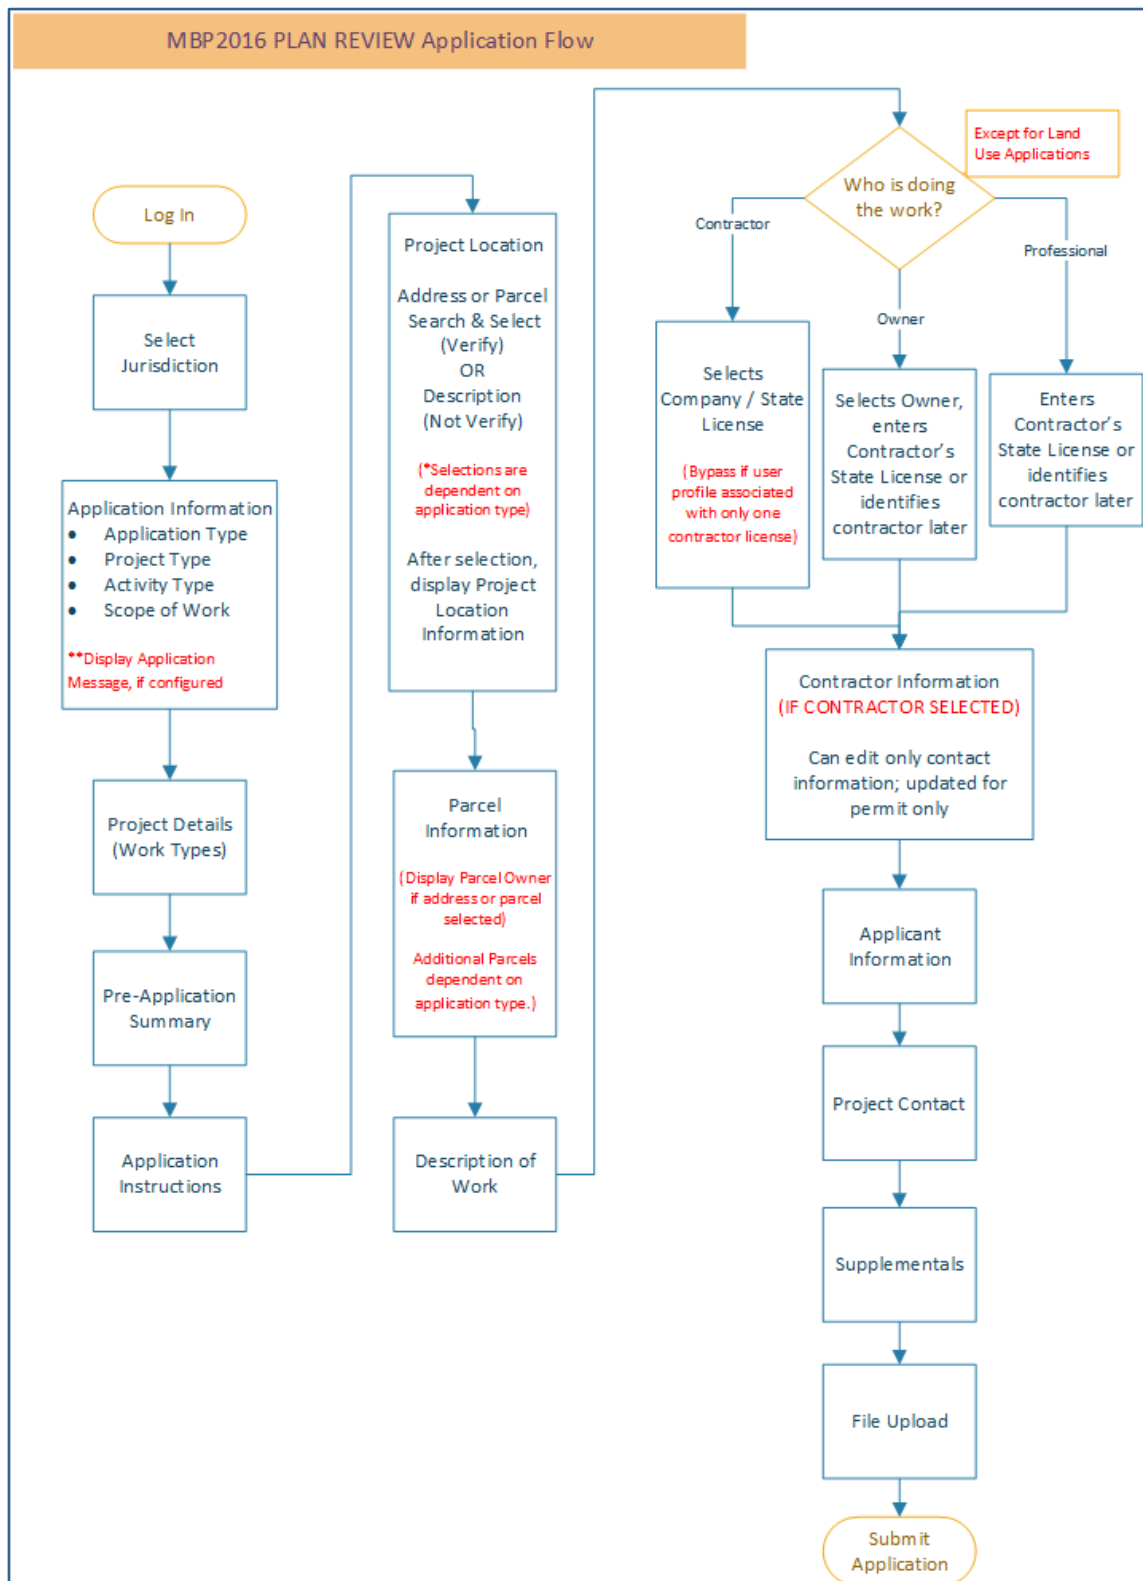 MBP2016 PLAN REVIEW Application Flow
Log In
Select
Jurisdiction
Application Information
● Application Type
● Project Type
● Activity Type
● Scope of Work
**Display Application
Message, if configured
Project Details
(Work Types)
Pre-Application
Summary
Application
Instructions
Project Location
Address or Parcel
Search & Select
(Verify)
OR
Description
(Not Verify)
(*Selections are
dependent on
application type)
After selection,
display Project
Location
Information
Parcel
Information
(Display Parcel Owner
if address or parcel
selected)
Additional Parcels
dependent on
application type.)
Description of
Work
Who is doing
the work?
Except for Land
Use Applications
Contractor
Owner
Professional
Selects
Company / State
License
(Bypass if user
profile associated
with only one
contractor license)
Selects Owner,
enters
Contractor's
State License or
identifies
contractor later
Enters
Contractor's
State License or
identifies
contractor later
Contractor Information
(IF CONTRACTOR SELECTED)
Can edit only contact
information; updated for
permit only
Applicant
Information
Project Contact
Supplementals
File Upload
Submit
Application